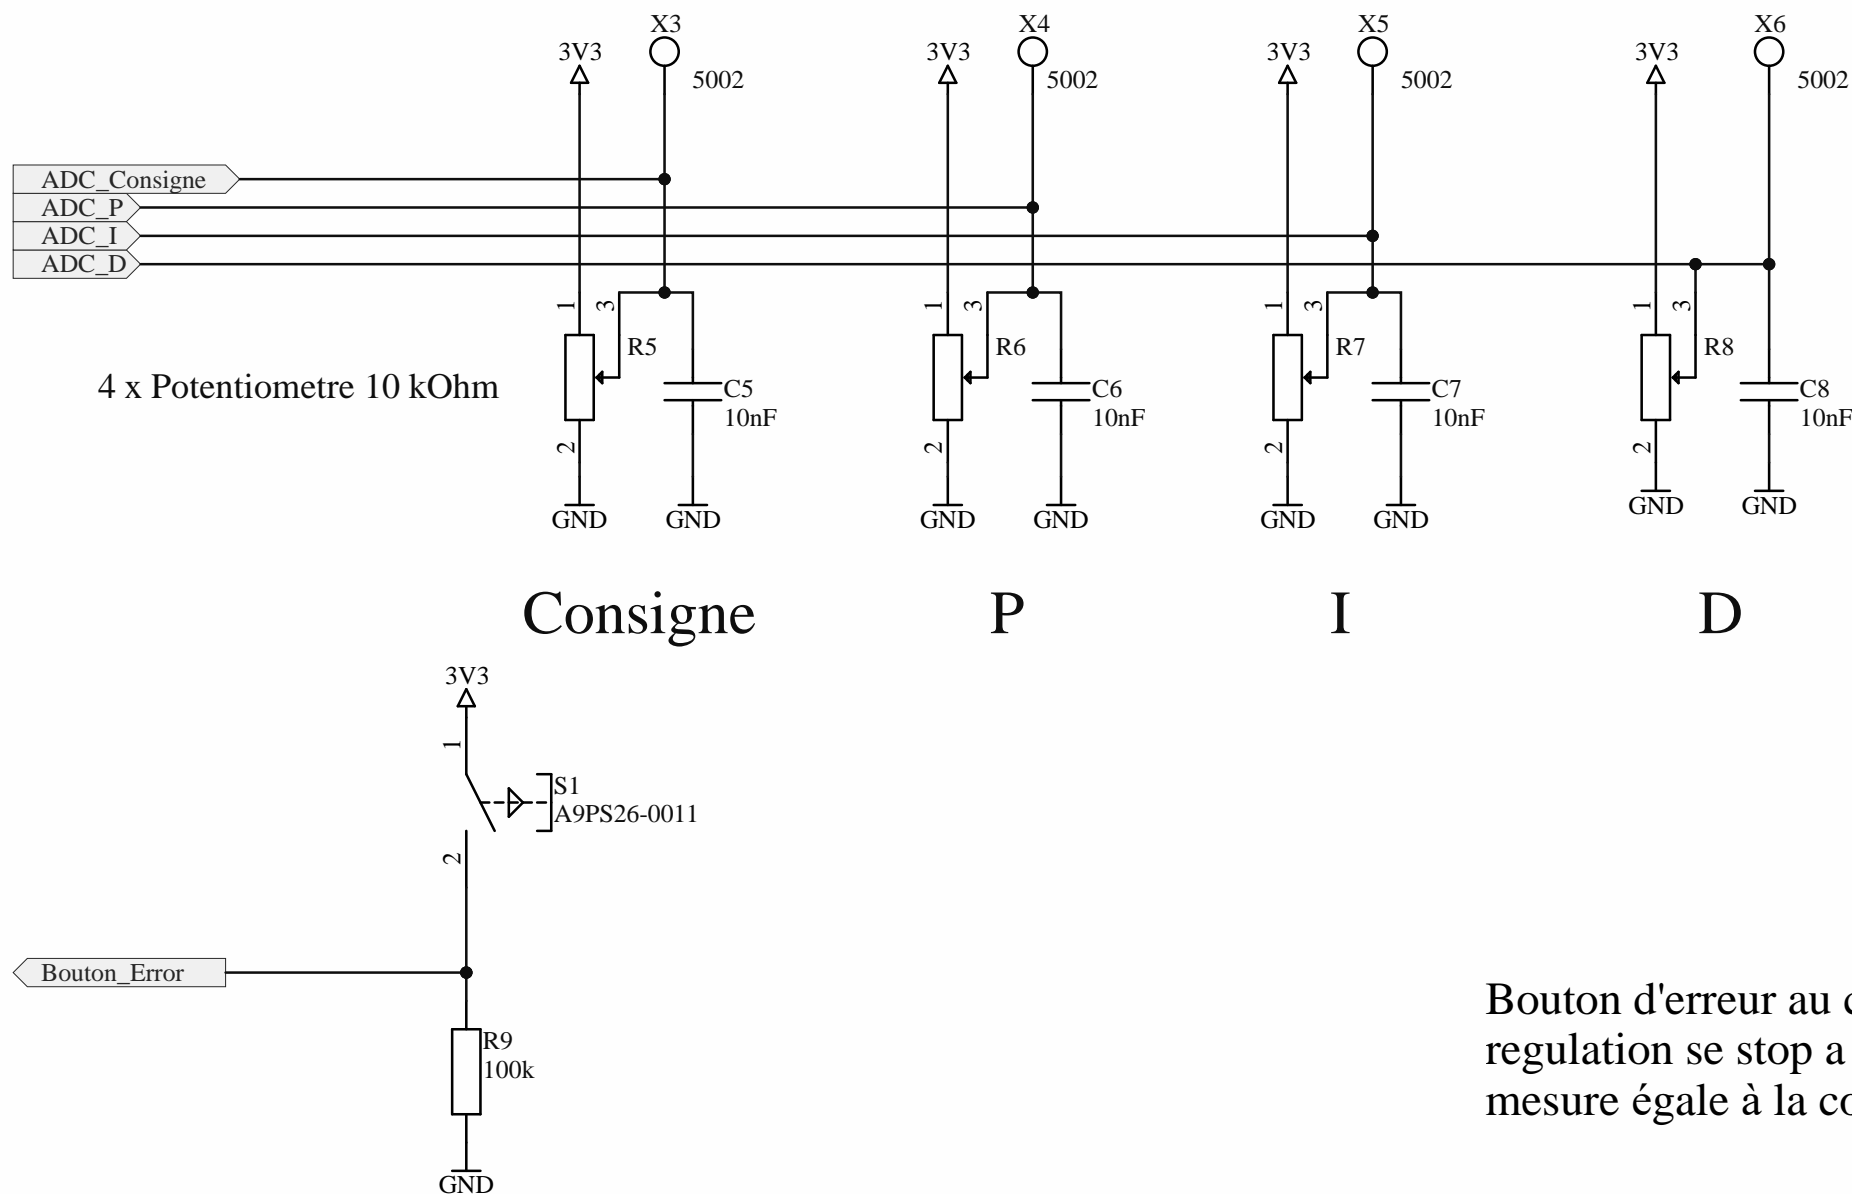 X3
X4
X5
X6
3V3
3V3
3V3
3V3
5002
5002
5002
5002
ADC_Consigne
ADC_P
ADC_I
ADC_D
1
3
1
3
1
3
1
3
R5
R6
R7
R8
4 x Potentiometre 10 kOhm
C5
10nF
C6
10nF
C7
10nF
C8
10nF
2
2
2
2
GND
GND
GND
GND
GND
GND
GND
GND
Consigne
P
I
D
3V3
1
S1
A9PS26-0011
2
Bouton_Error
R9
100k
GND
Bouton d'erreur au
regulation se stop a
mesure égale à la